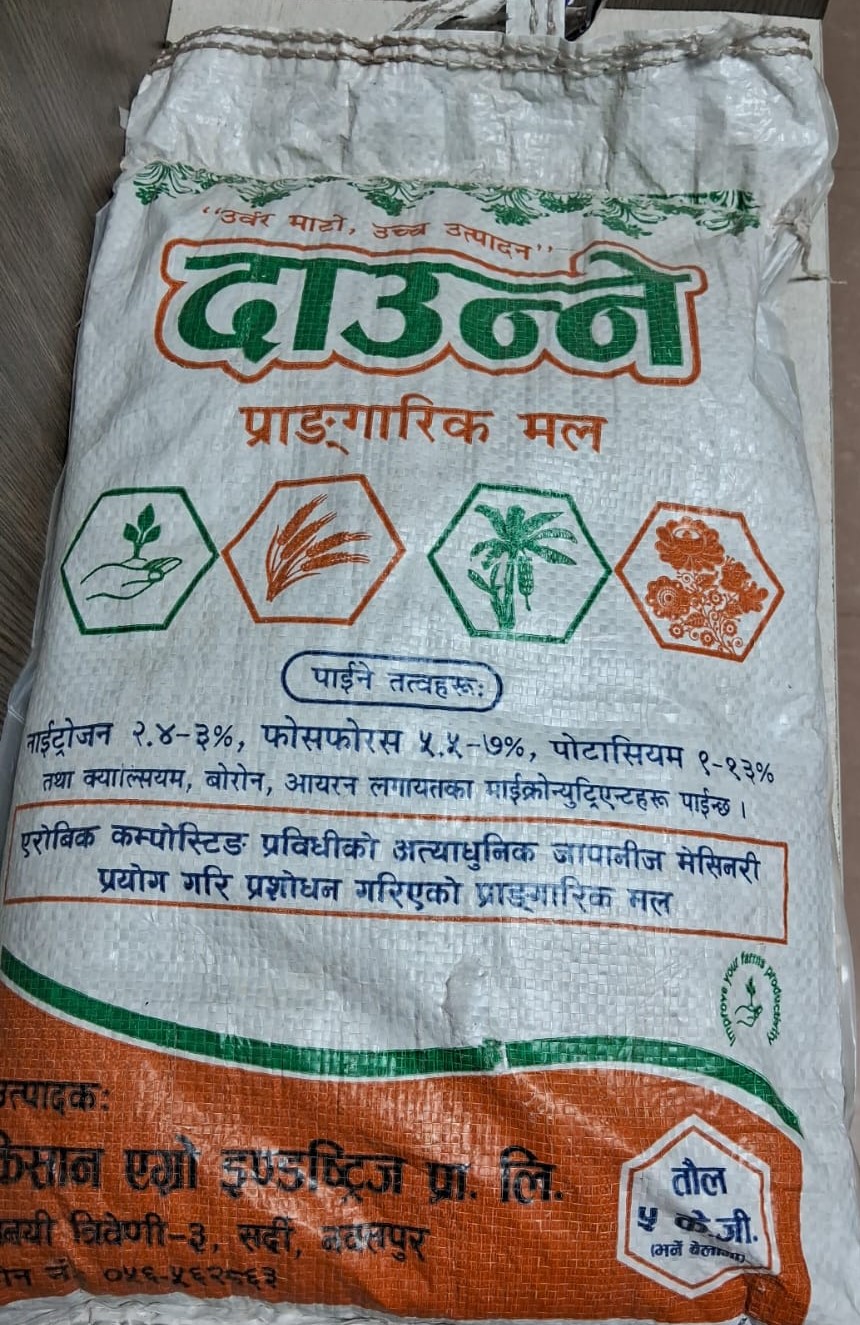 "उर्वर माटो, उच्च उत्पादन"
दाउन्ने
प्राङ्गारिक मल
पाईने तत्वहरू:
नाईट्रोजन २.४-३%, फोसफोरस ५.५-७%, पोटासियम ९-१३%
तथा क्याल्सियम, बोरोन, आयरन लगायतका माईक्रोन्युट्रिएन्टहरू पाईन्छ ।
एरोबिक कम्पोस्टिङ प्रविधीको अत्याधुनिक जापानीज मेसिनरी
प्रयोग गरि प्रशोधन गरिएको प्राङ्गारिक मल
Improve your farms productivity
उत्पादक:
किसान एग्रो इण्डष्ट्रिज प्रा. लि.
त्रिवेणी-३, सर्दी, नवलपुर
तौल
५ के.जी.
(भर्ने बेलामा)